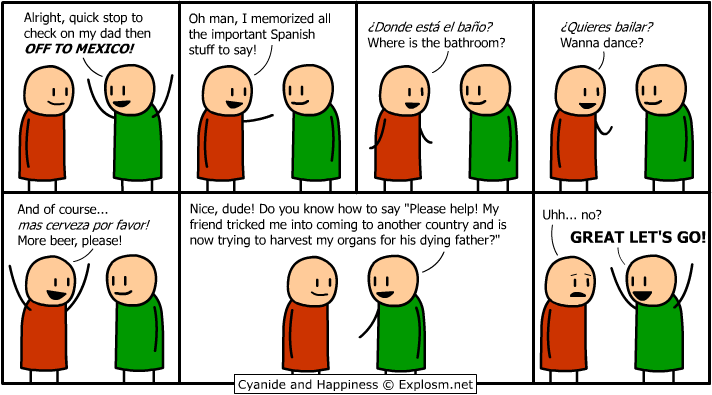 Alright, quick stop to
check on my dad then
OFF TO MEXICO!
Oh man, I memorized all
the important Spanish
stuff to say!
¿Donde está el baño?
Where is the bathroom?
¿Quieres bailar?
Wanna dance?
And of course...
mas cerveza por favor!
More beer, please!
Nice, dude! Do you know how to say "Please help! My
friend tricked me into coming to another country and is
now trying to harvest my organs for his dying father?"
Uhh... no?
GREAT LET'S GO!
Cyanide and Happiness © Explosm.net